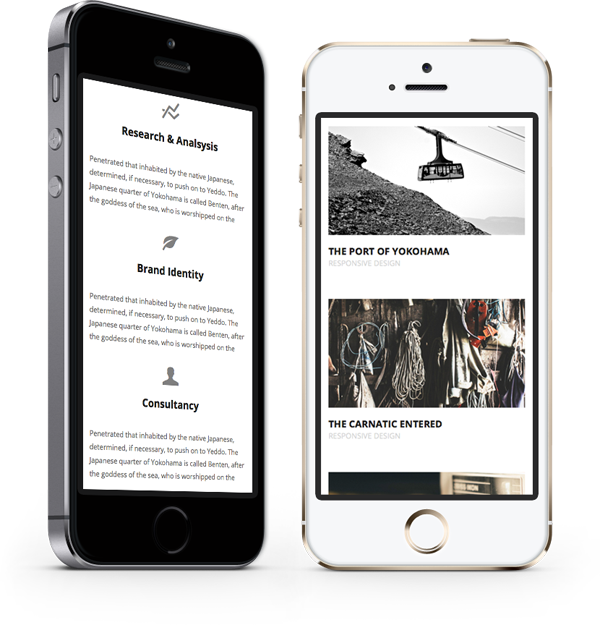 Research & Analsysis
Penetrated that inhabited by the native Japanese,
determined, if necessary, to push on to Yeddo. The
Japanese quarter of Yokohama is called Benten, after
the goddess of the sea, who is worshipped on the
Brand Identity
Penetrated that inhabited by the native Japanese,
determined, if necessary, to push on to Yeddo. The
Japanese quarter of Yokohama is called Benten, after
the goddess of the sea, who is worshipped on the
Consultancy
Penetrated that inhabited by the native Japanese,
determined, if necessary, to push on to Yeddo. The
Japanese quarter of Yokohama is called Benten, after
the goddess of the sea, who is worshipped on the
THE PORT OF YOKOHAMA
RESPONSIVE DESIGN
THE CARNATIC ENTERED
RESPONSIVE DESIGN